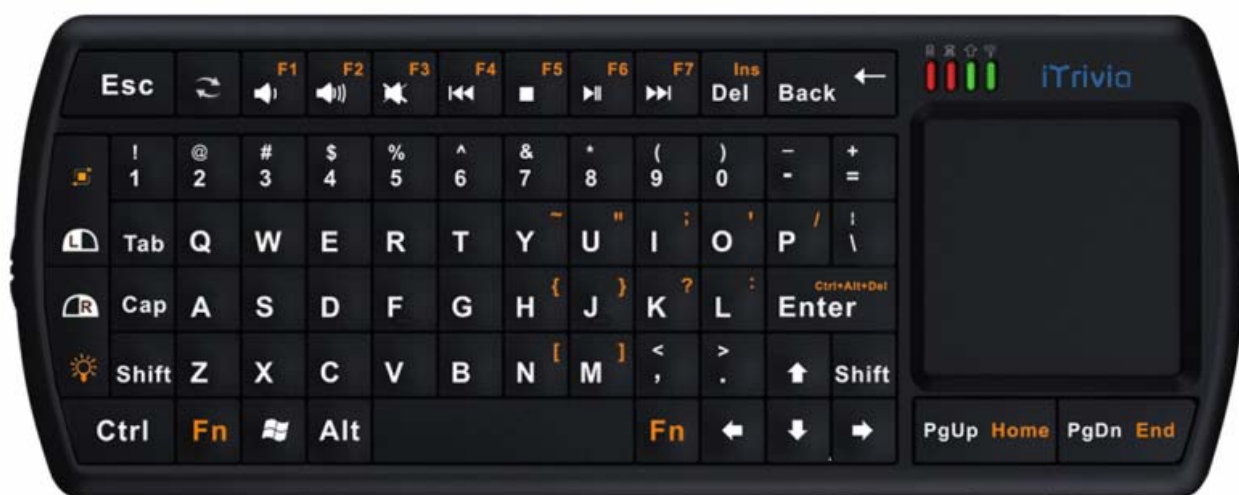 iTrivia
F1 F2 F3 F4 F5 F6 F7 Ins
Esc Del Back ←
! @ # $ % ^ & * ( ) _ +
1 2 3 4 5 6 7 8 9 0 - =
~ " ; ' / ¦
L Tab Q W E R T Y U I O P \
{ } ? : Ctrl+Alt+Del
R Cap A S D F G H J K L Enter
[ ] < >
Shift Z X C V B N M , . Shift
Ctrl Fn Alt Fn PgUp Home PgDn End